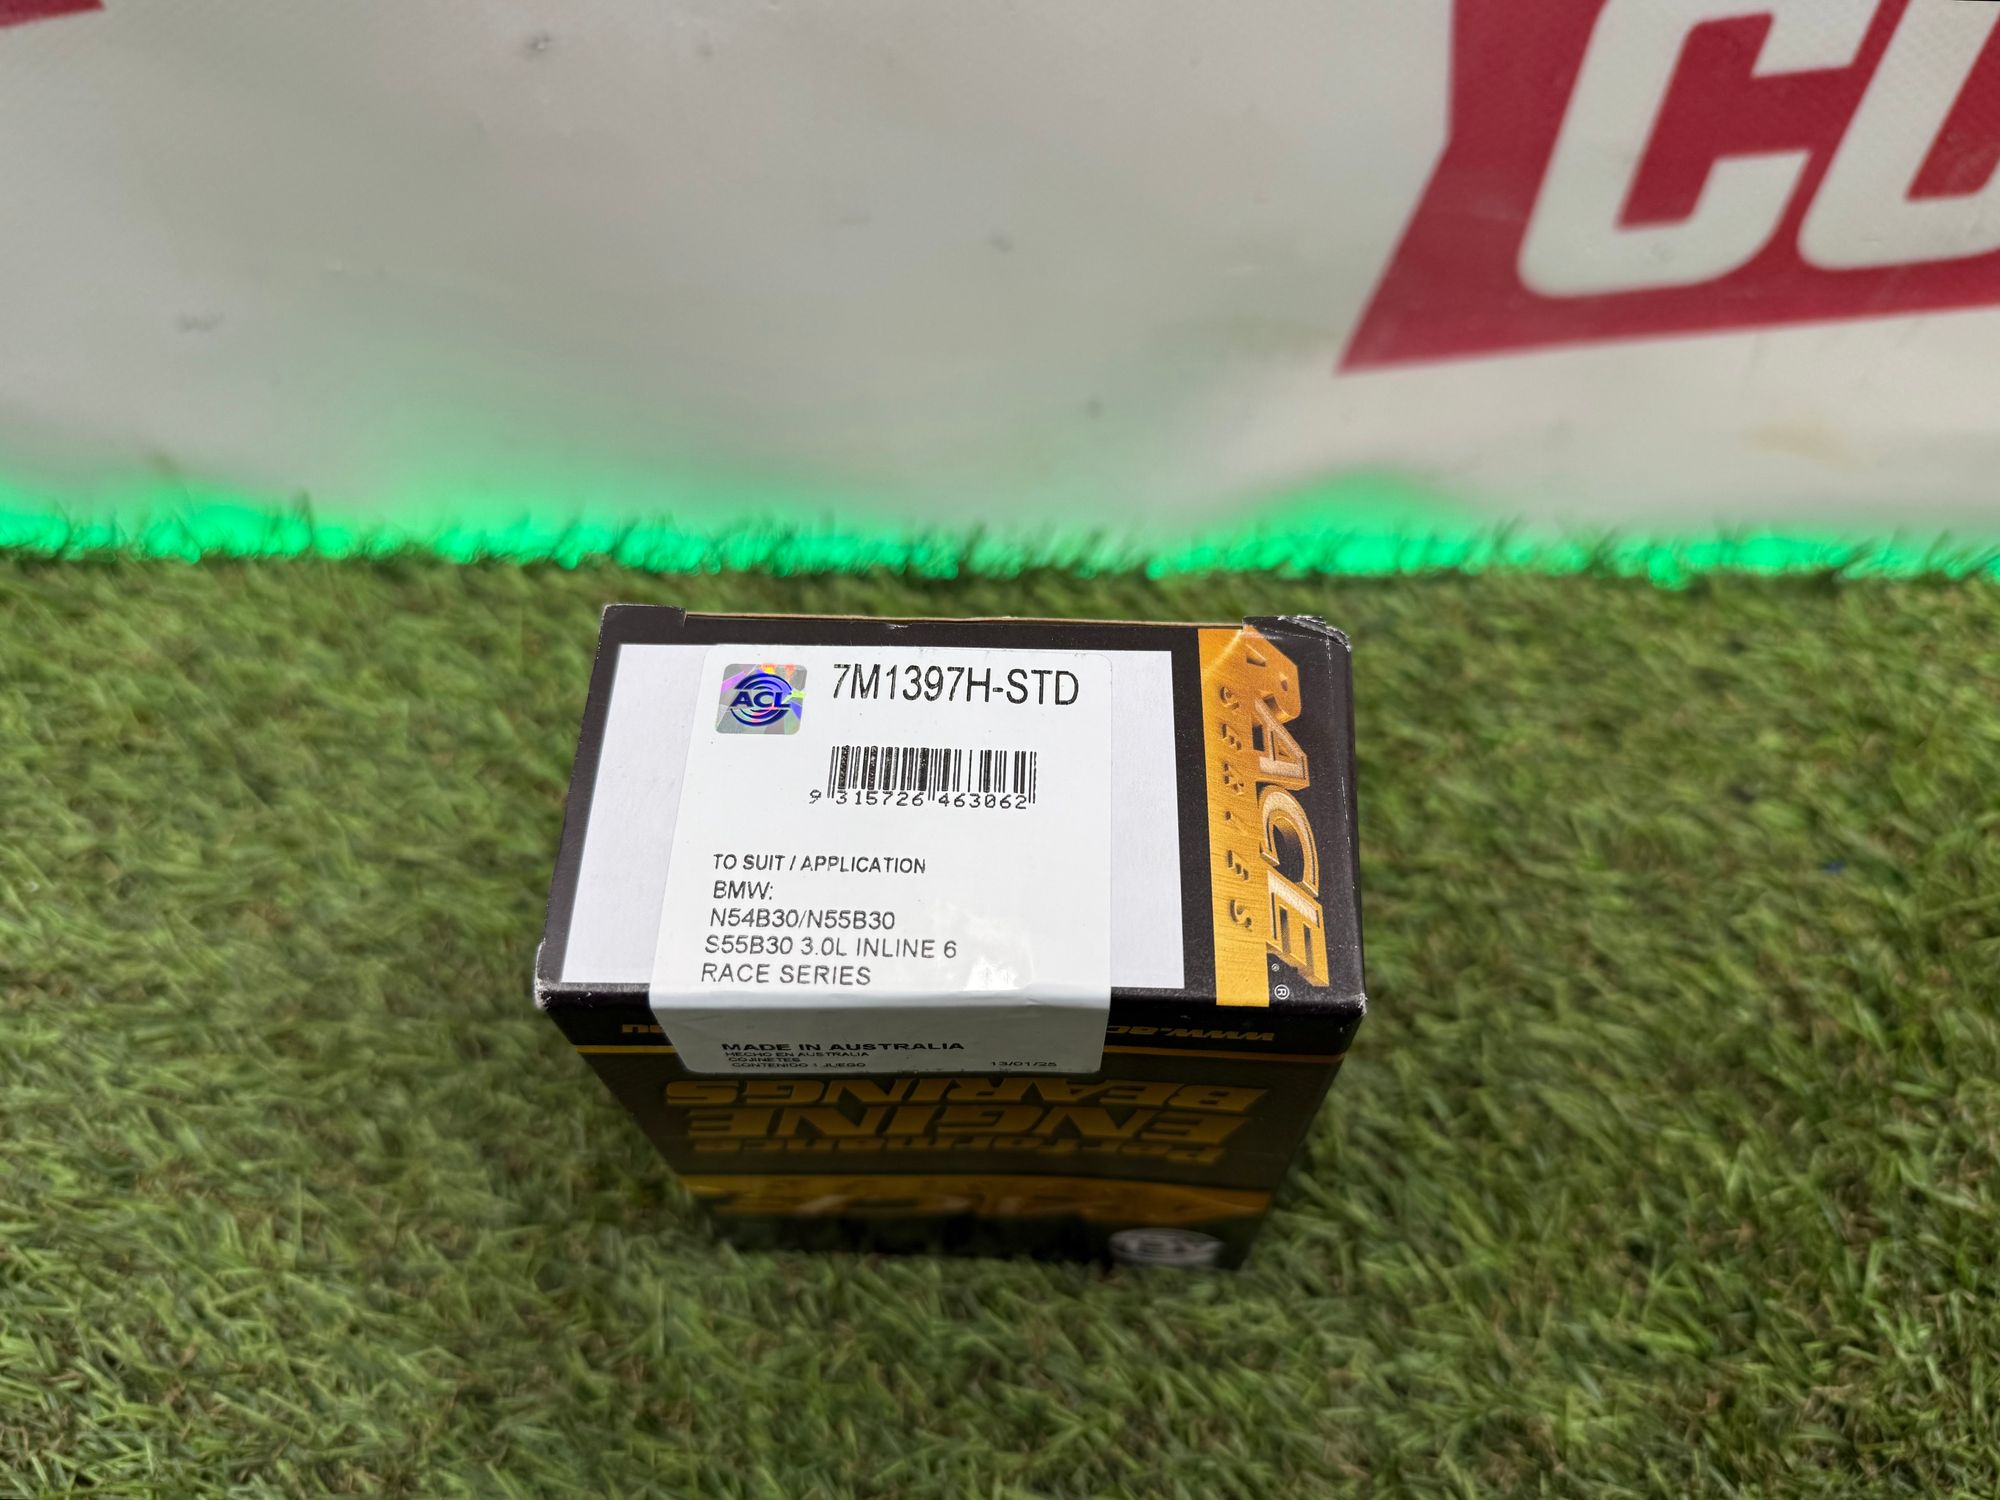 CO
ACL
7M1397H-STD
9 315726 463062
TO SUIT / APPLICATION
BMW:
N54B30/N55B30
S55B30 3.0L INLINE 6
RACE SERIES
MADE IN AUSTRALIA
HECHO EN AUSTRALIA
COJINETES
CONTENIDO 1 JUEGO
13/01/25
RACE®
SERIES
Performance
ENGINE
BEARINGS